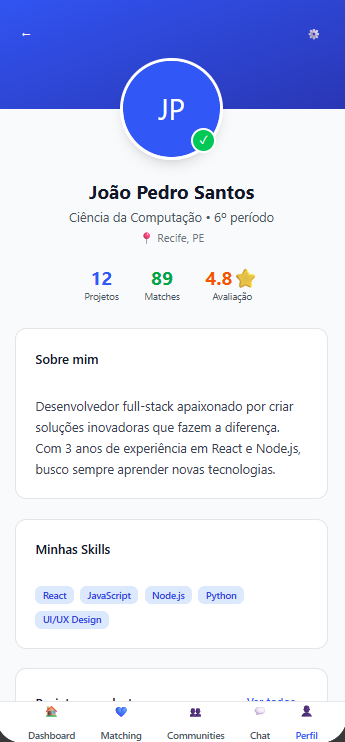 ←
JP
✓
João Pedro Santos
Ciência da Computação • 6º período
Recife, PE
12
89
4.8
Projetos
Matches
Avaliação
Sobre mim
Desenvolvedor full-stack apaixonado por criar
soluções inovadoras que fazem a diferença.
Com 3 anos de experiência em React e Node.js,
busco sempre aprender novas tecnologias.
Minhas Skills
React
JavaScript
Node.js
Python
UI/UX Design
Ver todos
Dashboard
Matching
Communities
Chat
Perfil